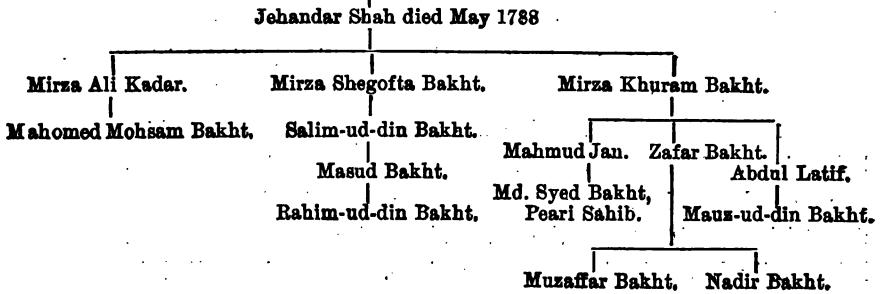 Jehandar Shah died May 1788
Mirza Ali Kadar. Mirza Shegofta Bakht. Mirza Khuram Bakht.
Mahomed Mohsam Bakht. Salim-ud-din Bakht.
Mahmud Jan. Zafar Bakht.
Masud Bakht. Abdul Latif.
Md. Syed Bakht,
Rahim-ud-din Bakht. Peari Sahib. Mauz-ud-din Bakht.
Muzaffar Bakht. Nadir Bakht.